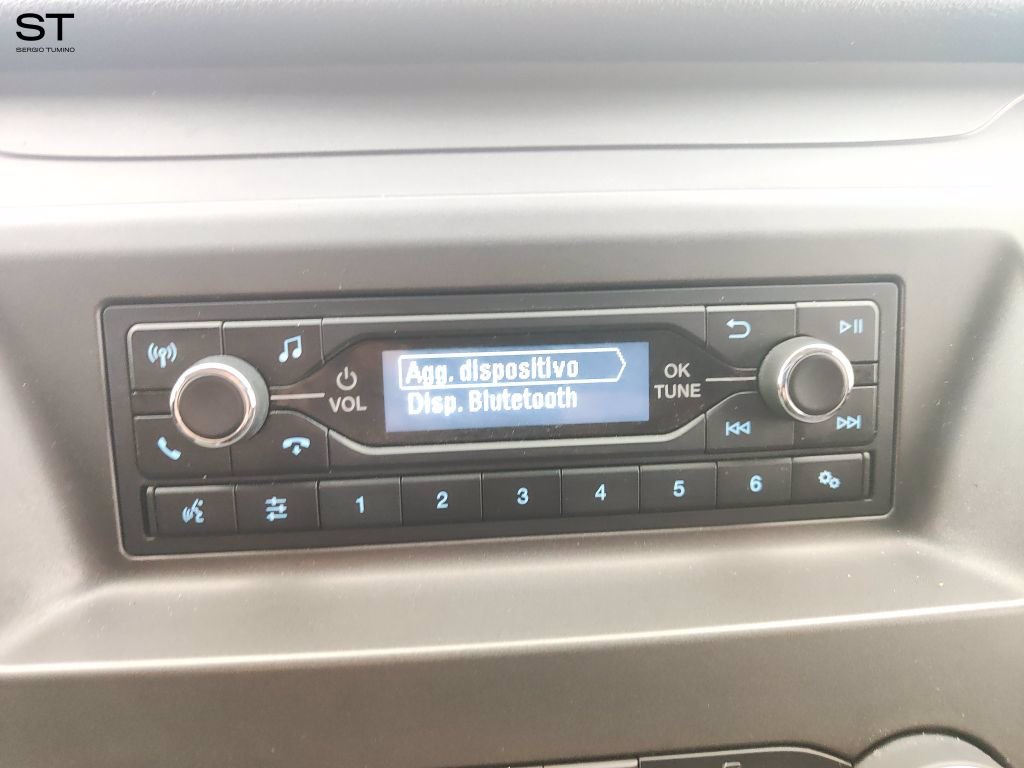 ST
SERGIO TUMINO
Agg. dispositivo
Disp. Blutetooth
VOL
OK
TUNE
1 2 3 4 5 6